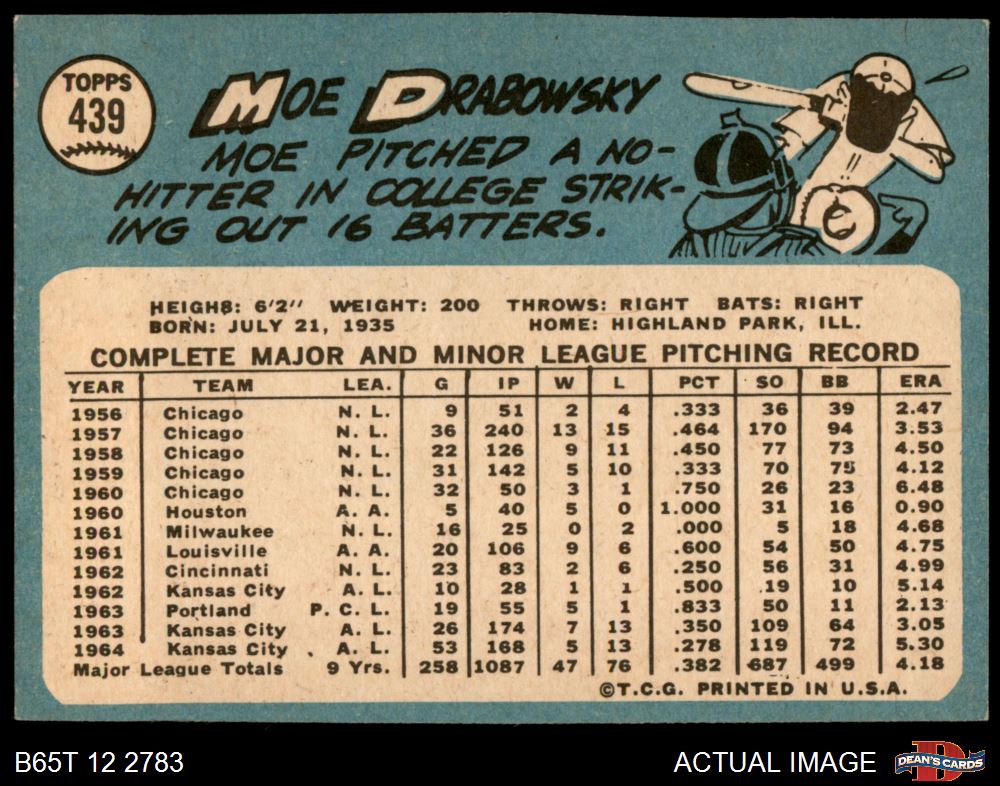 TOPPS
439
MOE DRABOWSKY
MOE PITCHED A NO-
HITTER IN COLLEGE STRIK-
ING OUT 16 BATTERS.
C
HEIGH8: 6'2'' WEIGHT: 200 THROWS: RIGHT BATS: RIGHT
BORN: JULY 21, 1935 HOME: HIGHLAND PARK, ILL.
COMPLETE MAJOR AND MINOR LEAGUE PITCHING RECORD
YEAR TEAM LEA. G IP W L PCT SO BB ERA
1956 Chicago N. L. 9 51 2 4 .333 36 39 2.47
1957 Chicago N. L. 36 240 13 15 .464 170 94 3.53
1958 Chicago N. L. 22 126 9 11 .450 77 73 4.50
1959 Chicago N. L. 31 142 5 10 .333 70 75 4.12
1960 Chicago N. L. 32 50 3 1 .750 26 23 6.48
1960 Houston A. A. 5 40 5 0 1.000 31 16 0.90
1961 Milwaukee N. L. 16 25 0 2 .000 5 18 4.68
1961 Louisville A. A. 20 106 9 6 .600 54 50 4.75
1962 Cincinnati N. L. 23 83 2 6 .250 56 31 4.99
1962 Kansas City A. L. 10 28 1 1 .500 19 10 5.14
1963 Portland P. C. L. 19 55 5 1 .833 50 11 2.13
1963 Kansas City A. L. 26 174 7 13 .350 109 64 3.05
1964 Kansas City A. L. 53 168 5 13 .278 119 72 5.30
Major League Totals 9 Yrs. 258 1087 47 76 .382 687 499 4.18
©T.C.G. PRINTED IN U.S.A.
B65T 12 2783 ACTUAL IMAGE D DEAN'S CARDS